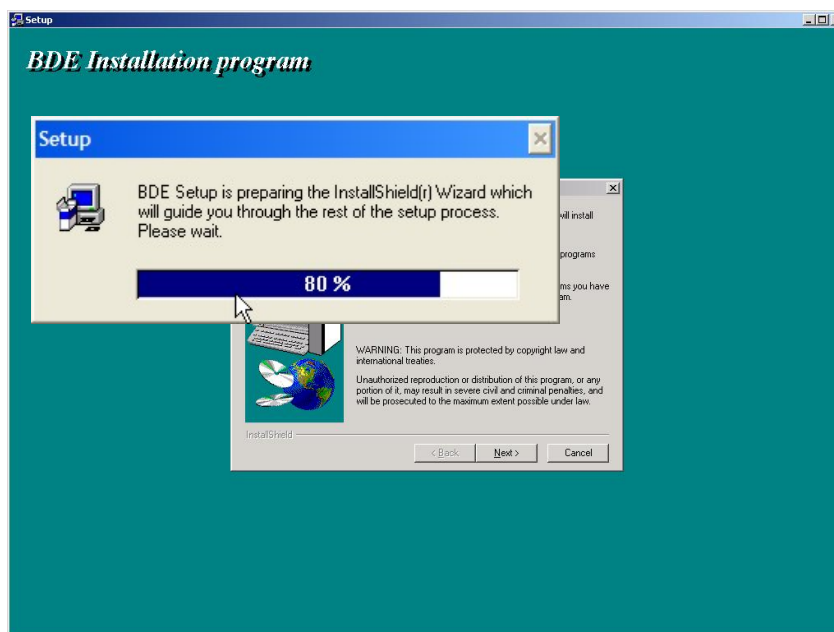 Setup
BDE Installation program
Setup
BDE Setup is preparing the InstallShield(r) Wizard which
will guide you through the rest of the setup process.
Please wait.
80 %
will install
programs
ms you have
am.
WARNING: This program is protected by copyright law and
international treaties.
Unauthorized reproduction or distribution of this program, or any
portion of it, may result in severe civil and criminal penalties, and
will be prosecuted to the maximum extent possible under law.
InstallShield
< Back
Next >
Cancel